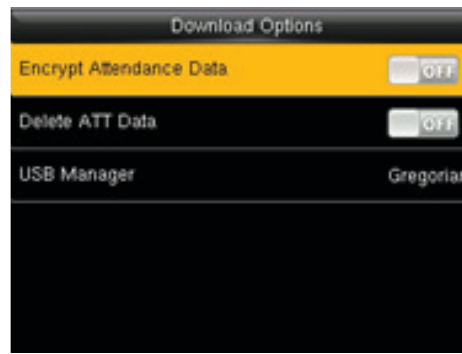 Download Options
Encrypt Attendance Data OFF
Delete ATT Data OFF
USB Manager Gregorian